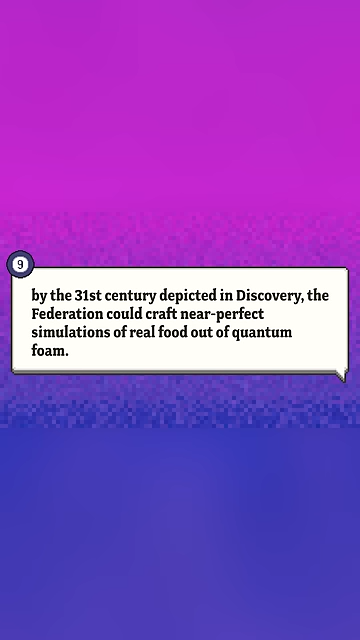 9
by the 31st century depicted in Discovery, the
Federation could craft near-perfect
simulations of real food out of quantum
foam.